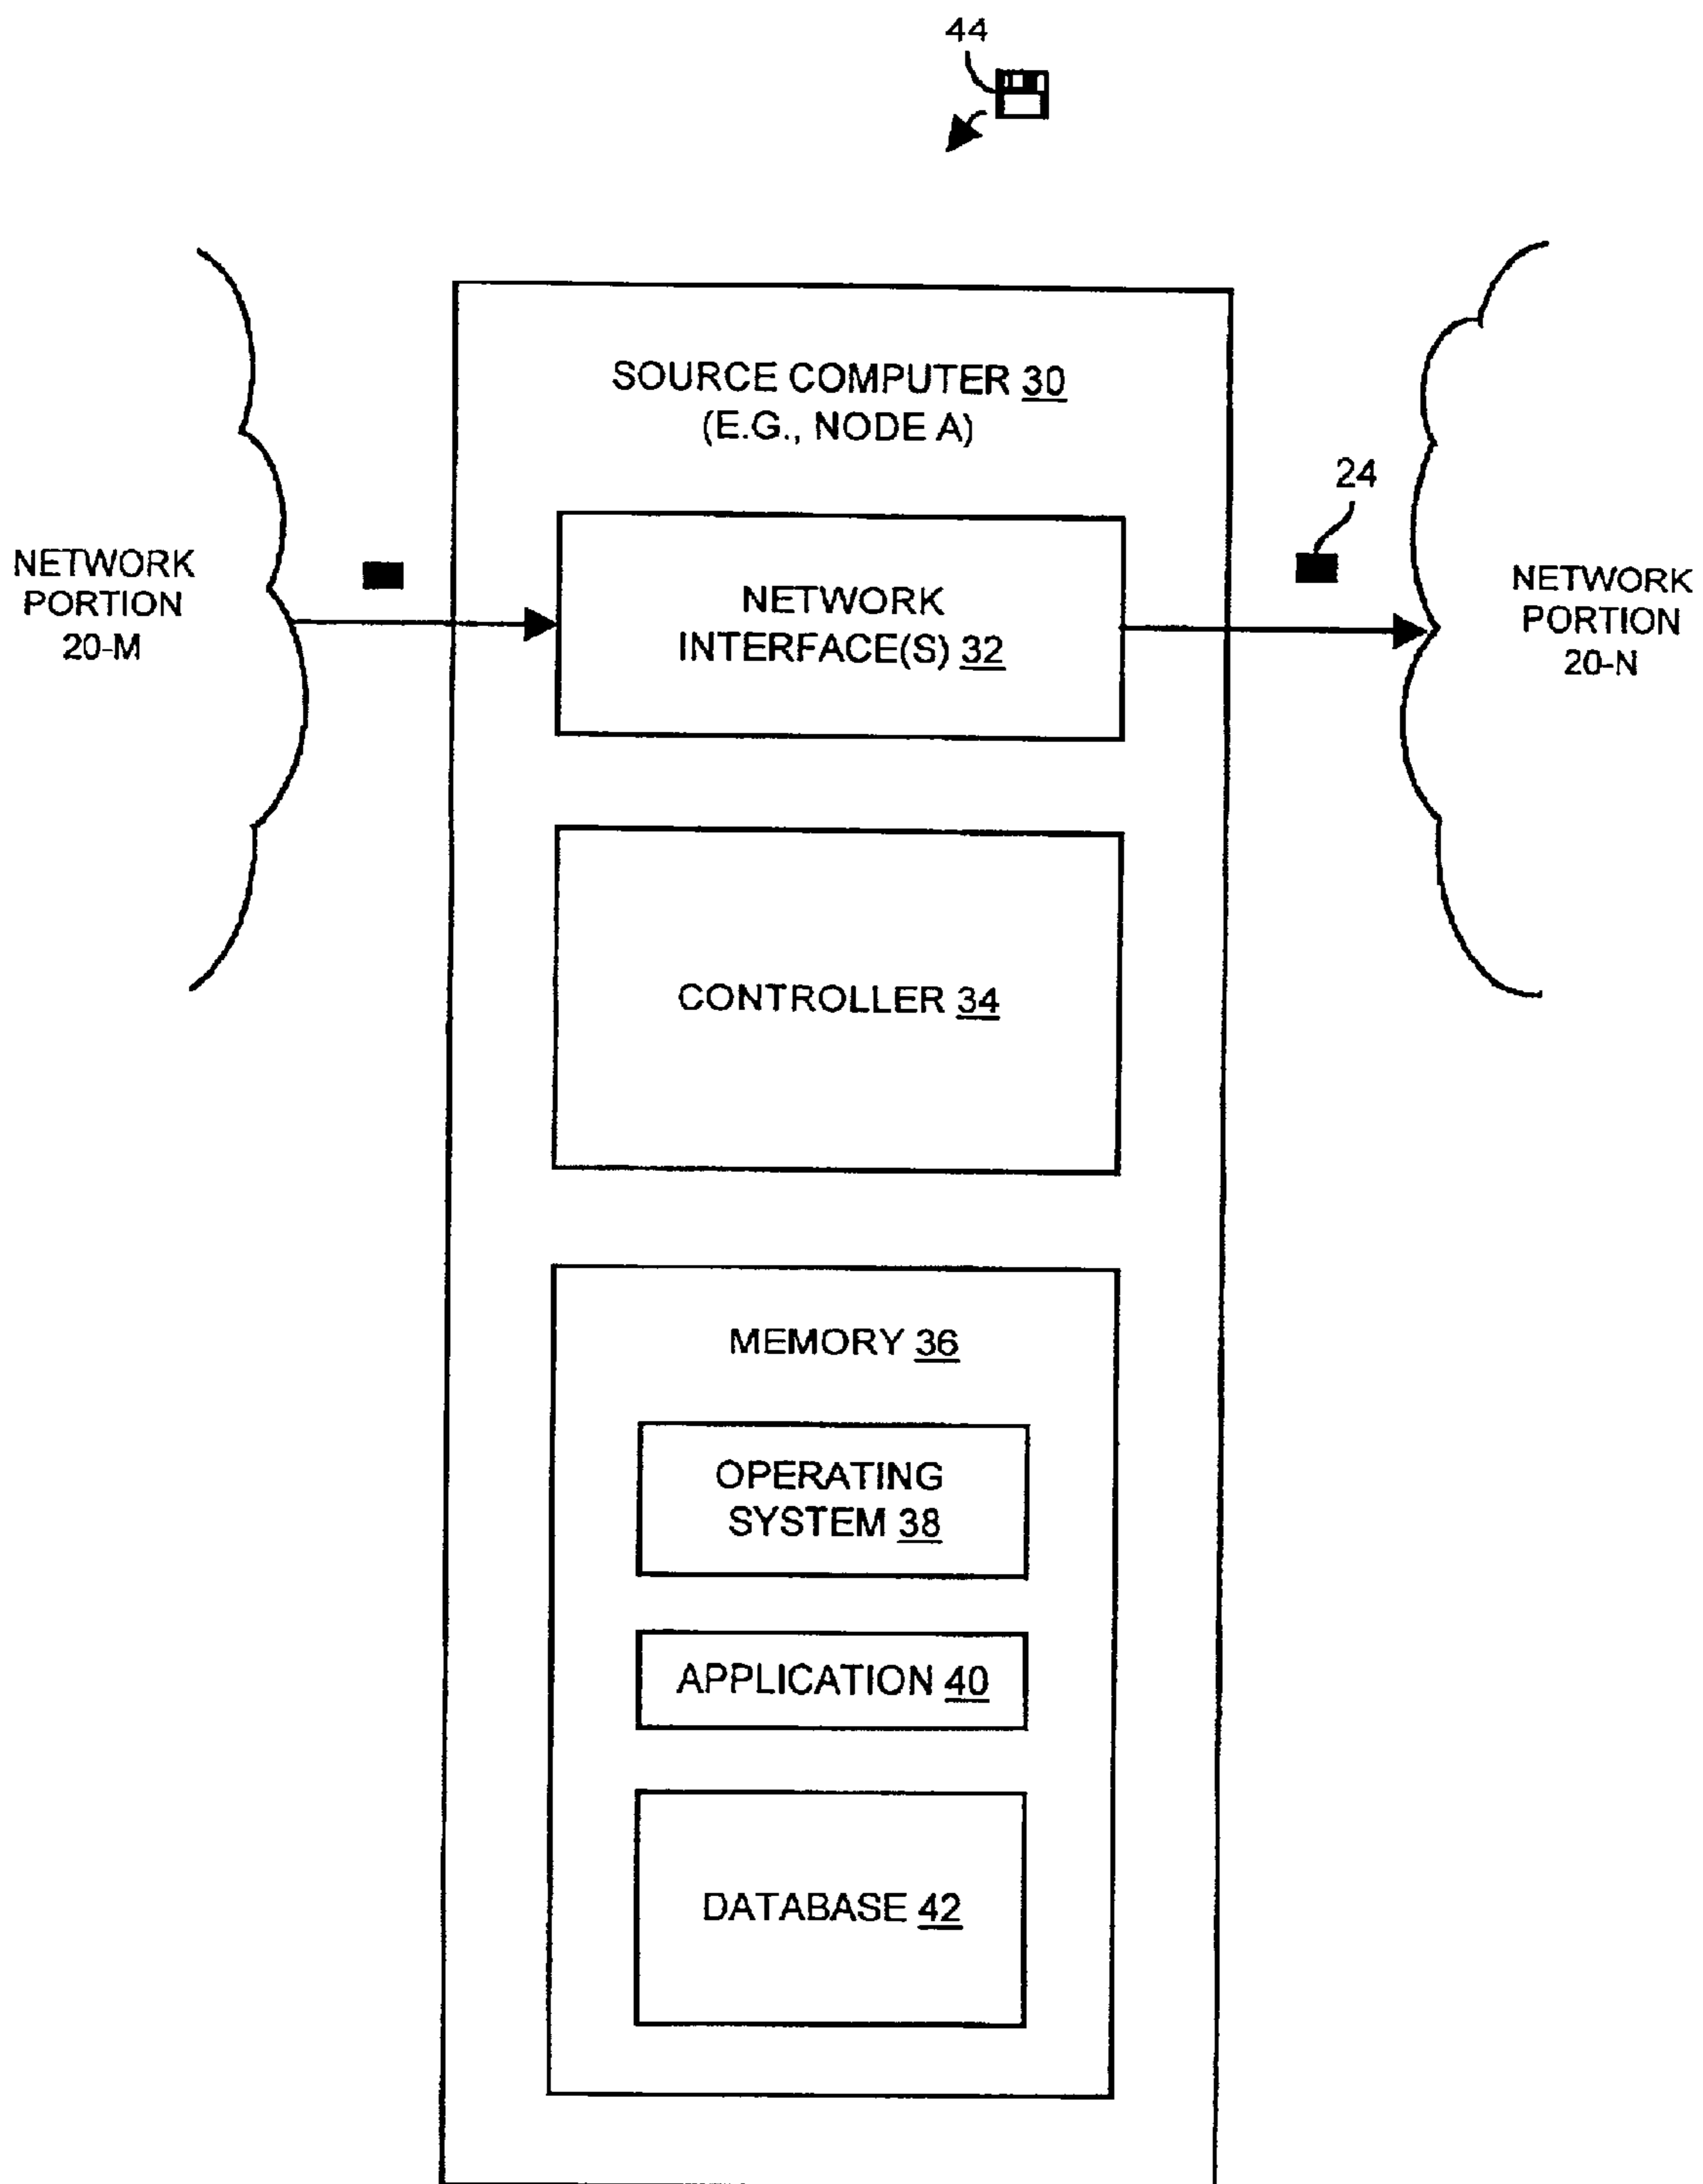 44
SOURCE COMPUTER 30
(E.G., NODE A)
24
NETWORK
PORTION
20-M
NETWORK
INTERFACE(S) 32
NETWORK
PORTION
20-N
CONTROLLER 34
MEMORY 36
OPERATING
SYSTEM 38
APPLICATION 40
DATABASE 42